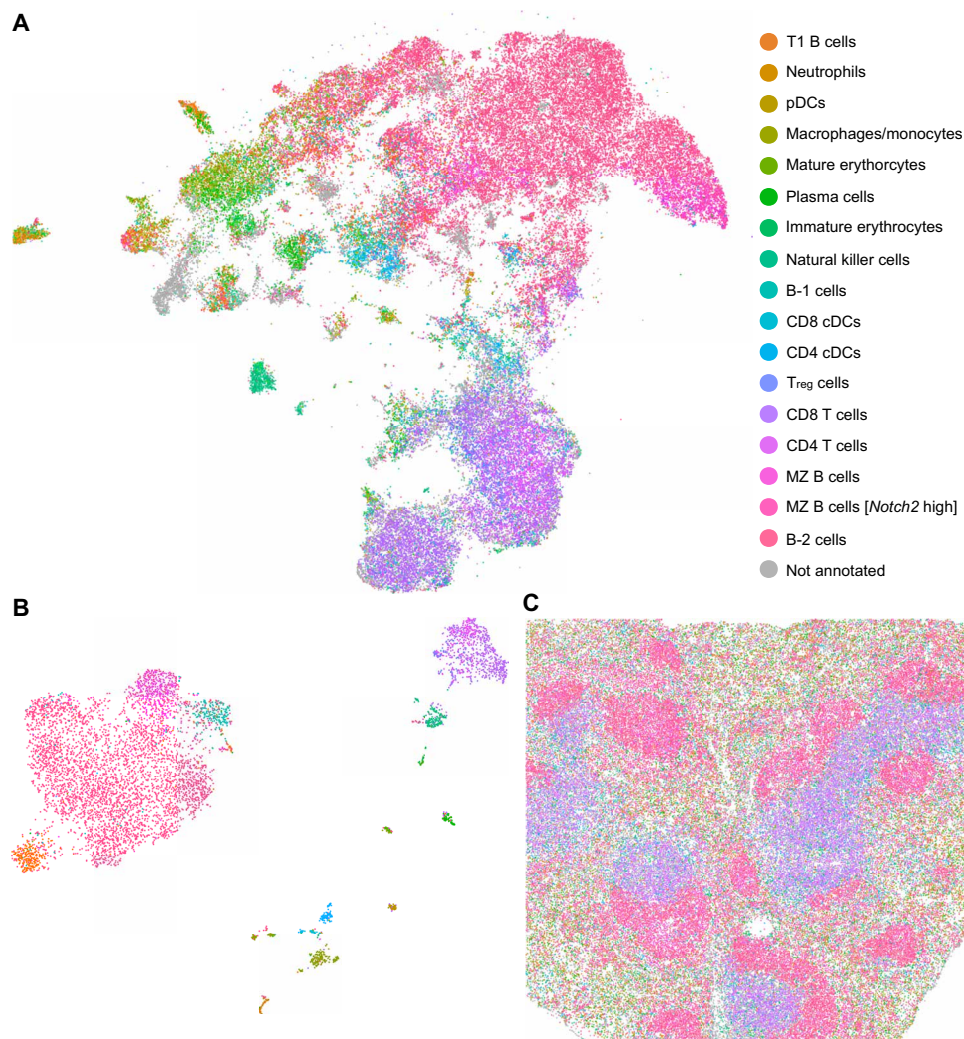 A
T1 B cells
Neutrophils
pDCs
Macrophages/monocytes
Mature erythorcytes
Plasma cells
Immature erythrocytes
Natural killer cells
B-1 cells
CD8 cDCs
CD4 cDCs
Treg cells
CD8 T cells
CD4 T cells
MZ B cells
MZ B cells [Notch2 high]
B-2 cells
Not annotated
B
C